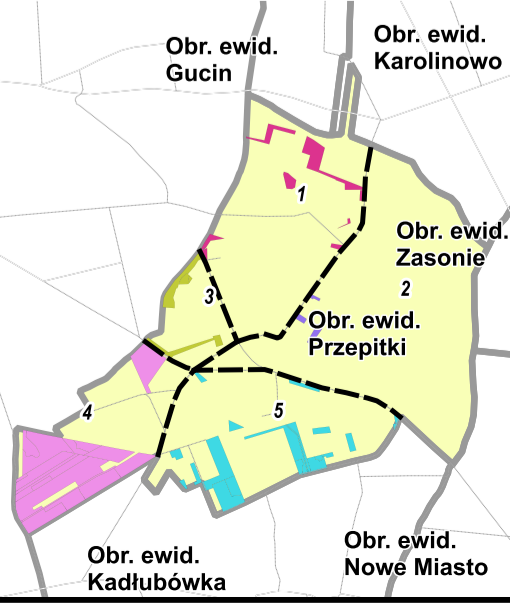 Obr. ewid.
Gucin
Obr. ewid.
Karolinowo
1
Obr. ewid.
Zasonie
2
3
Obr. ewid.
Przepitki
4
5
Obr. ewid.
Kadłubówka
Obr. ewid.
Nowe Miasto